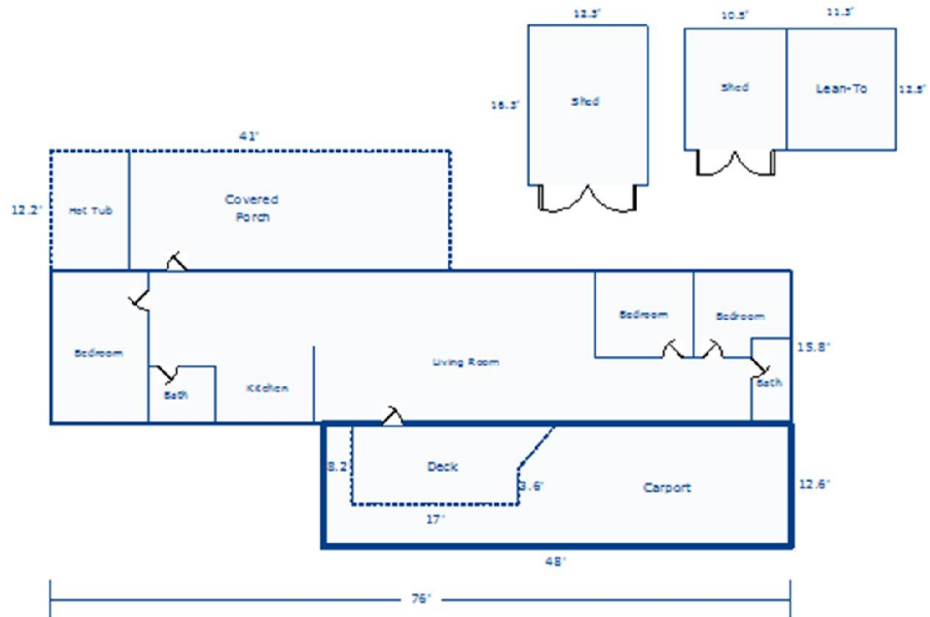 12.3'
10.5'
11.3'
16.3'
Shed
Shed
Lean-To
12.5'
41'
12.2'
Hot Tub
Covered
Porch
Bedroom
Bath
Kitchen
Living Room
Bedroom
Bedroom
15.8'
Bath
8.2
Deck
3.6'
17'
Carport
12.6'
48'
76'